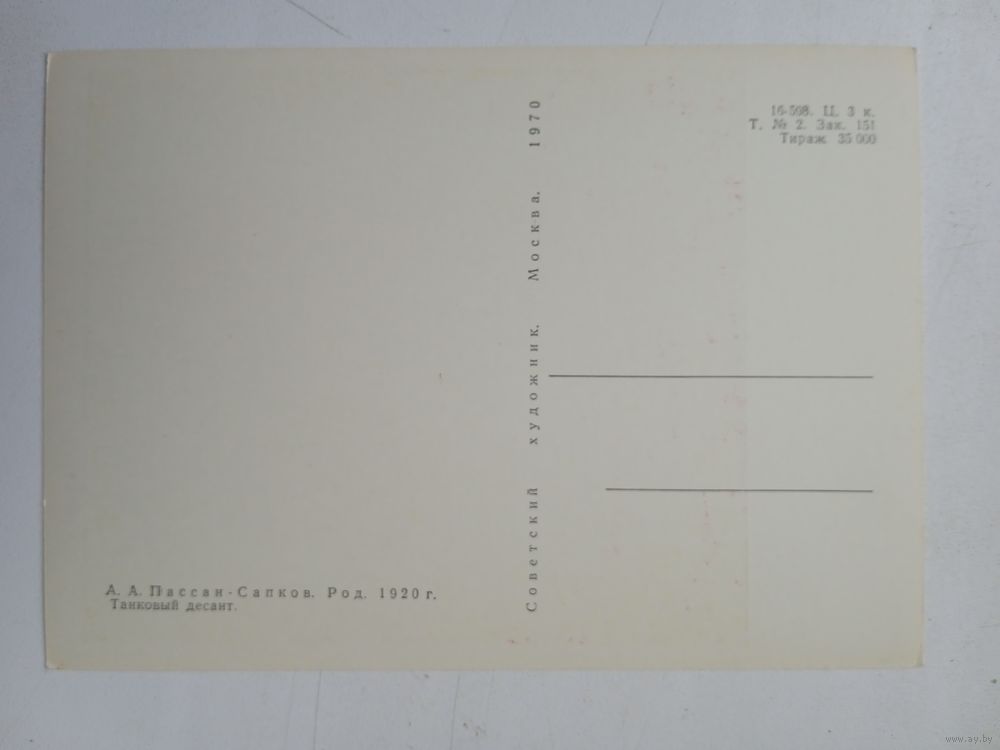 16-598. Ц. 3 к.
Т. № 2. Зак. 151
Тираж 35 000
Советский художник. Москва. 1970
А. А. Пассан-Сапков. Род. 1920 г.
Танковый десант.
www.ay.by